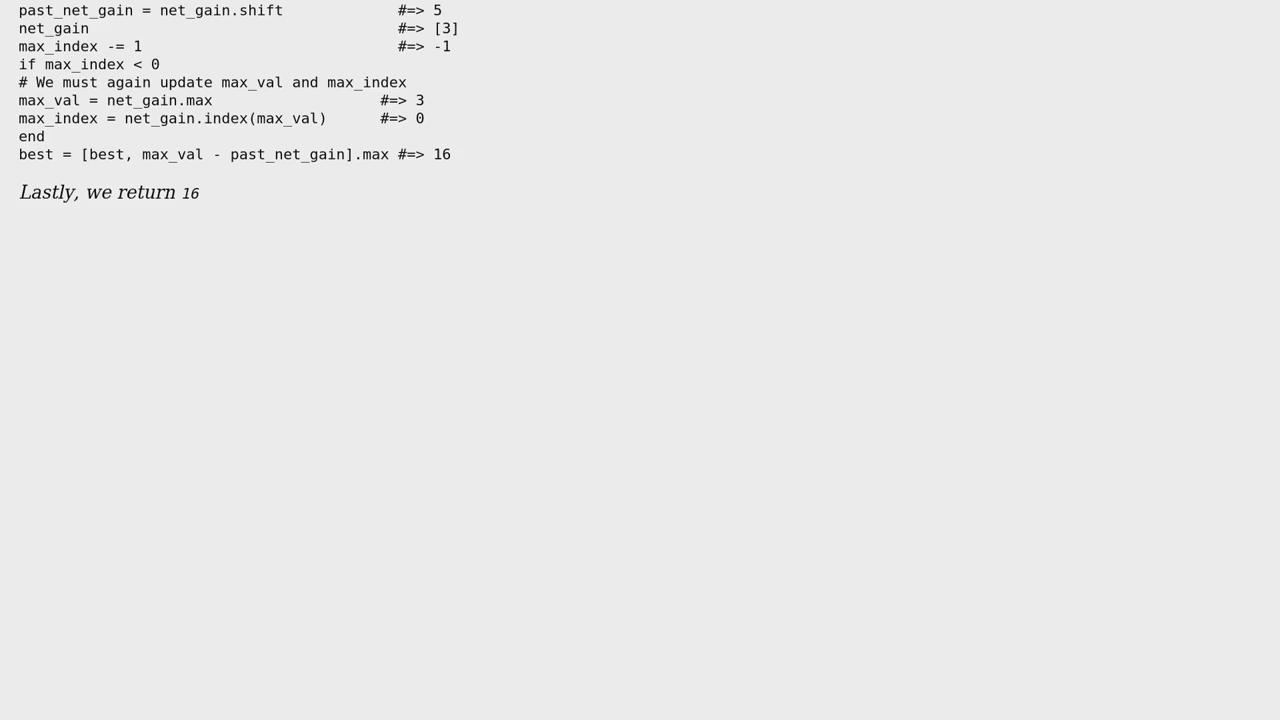 past_net_gain = net_gain.shift             #=> 5
net_gain                                   #=> [3]
max_index -= 1                             #=> -1
if max_index < 0
# We must again update max_val and max_index
max_val = net_gain.max                   #=> 3
max_index = net_gain.index(max_val)      #=> 0
end
best = [best, max_val - past_net_gain].max #=> 16
Lastly, we return 16